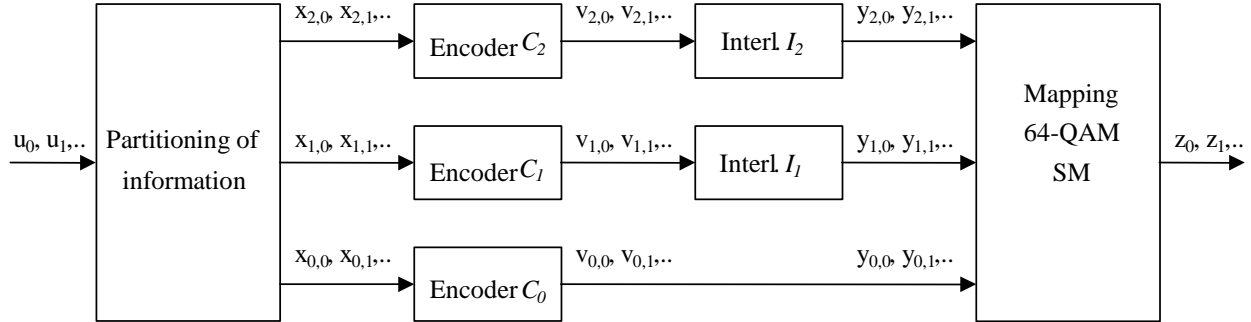 x2,0, x2,1,.. v2,0, v2,1,.. y2,0, y2,1,..
Encoder C2 Interl. I2
u0, u1,.. Partitioning of information
x1,0, x1,1,.. v1,0, v1,1,.. y1,0, y1,1,..
Encoder C1 Interl. I1
Mapping
64-QAM
SM
z0, z1,..
x0,0, x0,1,.. v0,0, v0,1,.. y0,0, y0,1,..
Encoder C0